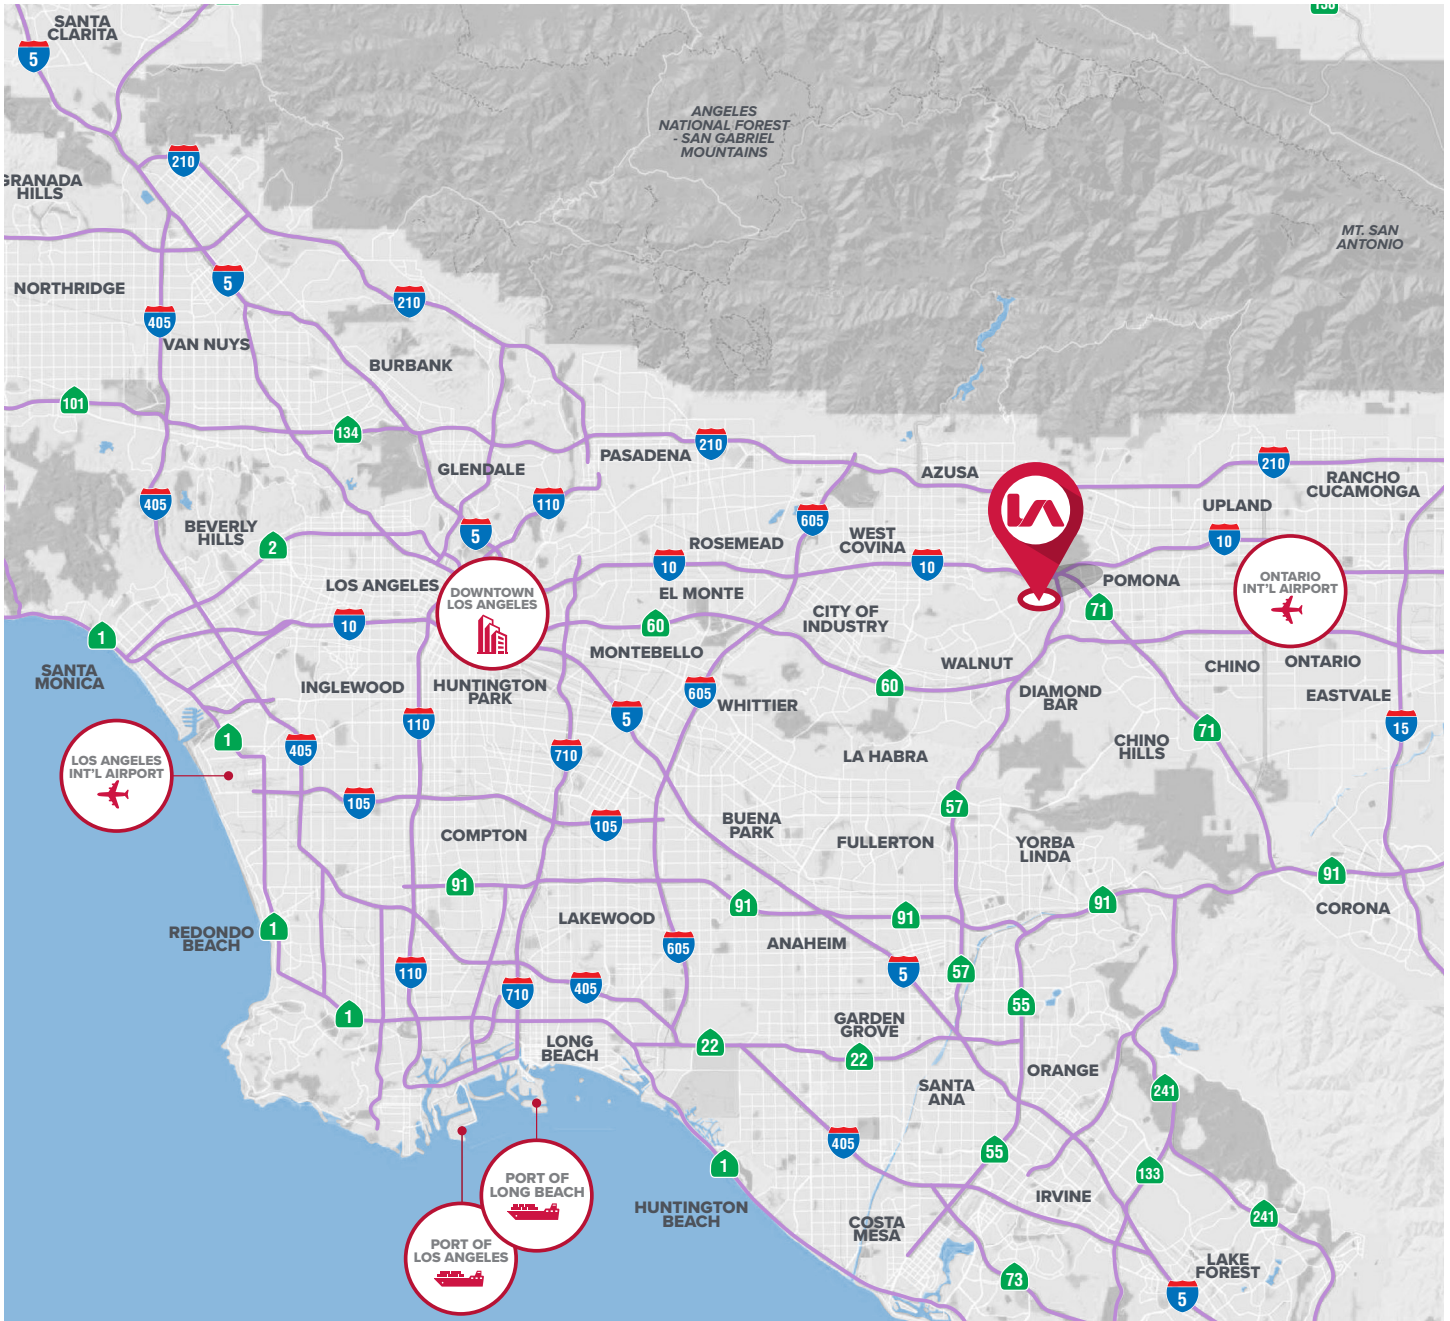 138
SANTA
CLARITA
5
ANGELES
NATIONAL FOREST
- SAN GABRIEL
MOUNTAINS
210
GRANADA
HILLS
MT. SAN
ANTONIO
NORTHRIDGE
5
210
405
VAN NUYS
BURBANK
101
134
210
PASADENA
GLENDALE
AZUSA
210
RANCHO
CUCAMONGA
405
110
UPLAND
LA
605
BEVERLY
HILLS
2
5
ROSEMEAD
WEST
COVINA
10
10
10
LOS ANGELES
DOWNTOWN
LOS ANGELES
EL MONTE
POMONA
ONTARIO
INT'L AIRPORT
71
CITY OF
INDUSTRY
10
60
1
MONTEBELLO
SANTA
MONICA
WALNUT
CHINO
ONTARIO
INGLEWOOD
HUNTINGTON
PARK
605
WHITTIER
60
DIAMOND
BAR
EASTVALE
110
5
71
15
1
405
710
LA HABRA
CHINO
HILLS
LOS ANGELES
INT'L AIRPORT
105
57
105
COMPTON
BUENA
PARK
FULLERTON
YORBA
LINDA
91
91
91
91
91
CORONA
LAKEWOOD
REDONDO
BEACH
1
605
ANAHEIM
110
5
57
710
405
55
1
GARDEN
GROVE
LONG
BEACH
22
22
ORANGE
SANTA
ANA
241
405
55
1
133
PORT OF
LONG BEACH
IRVINE
HUNTINGTON
BEACH
COSTA
MESA
241
PORT OF
LOS ANGELES
LAKE
FOREST
73
5